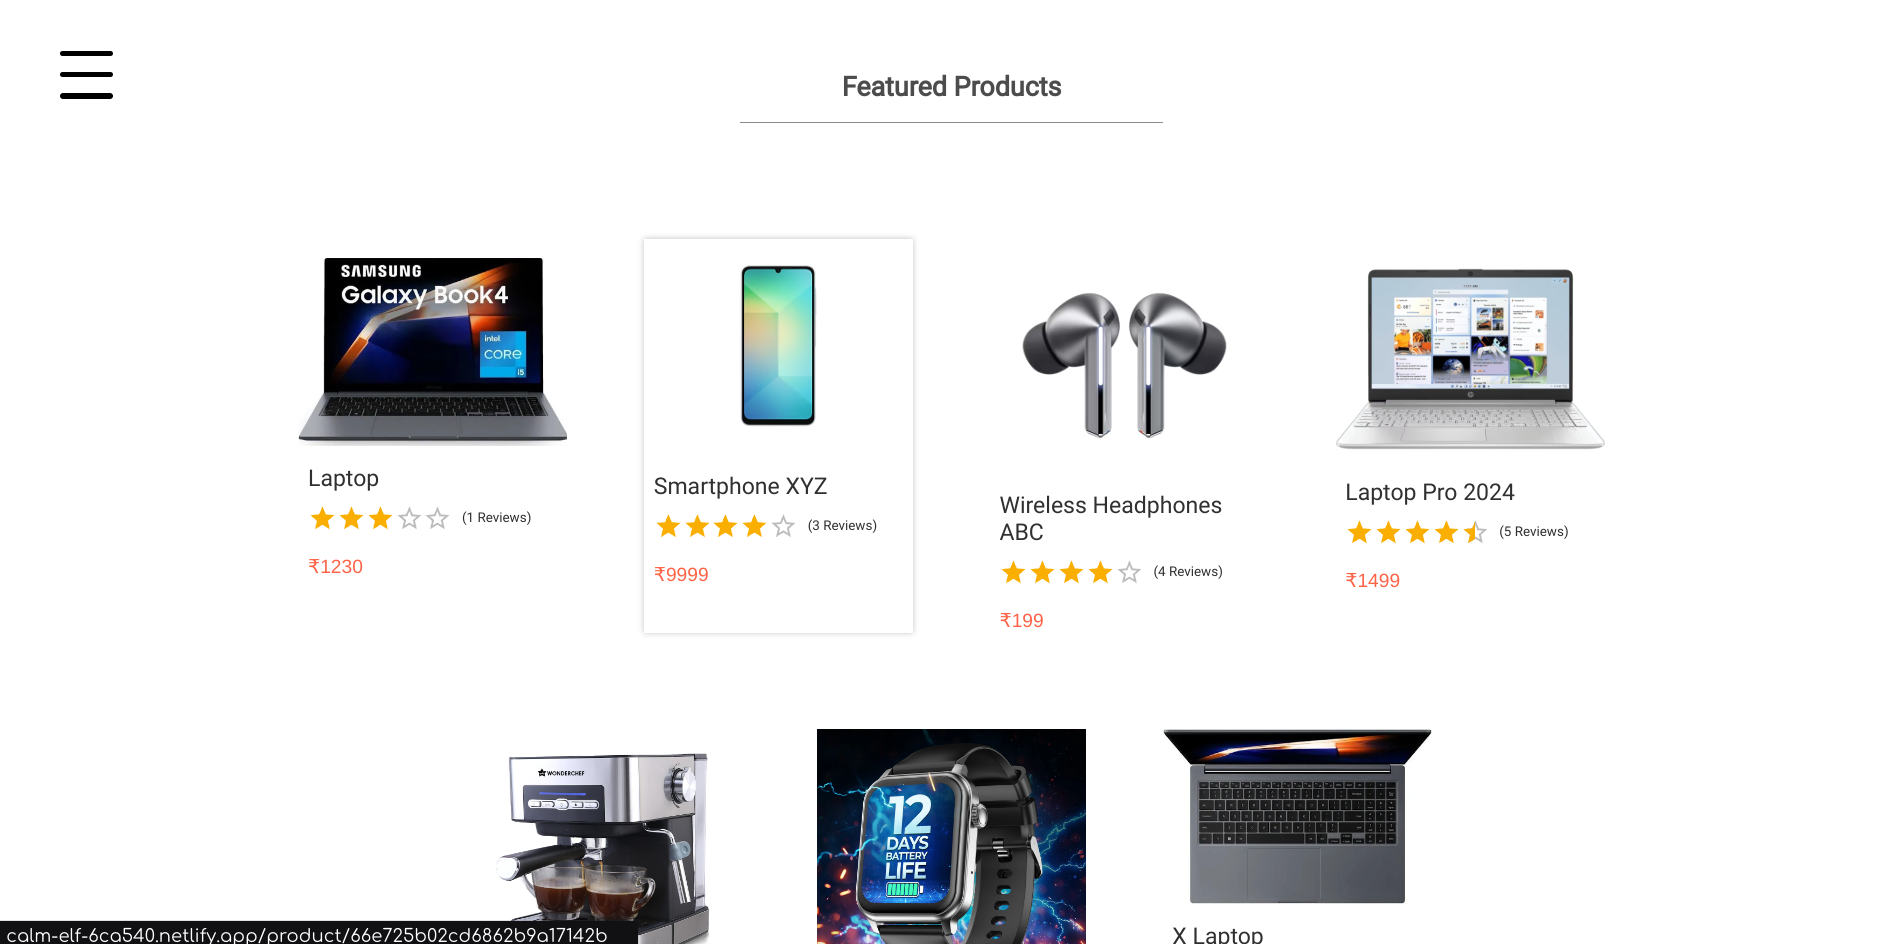 Featured Products
SAMSUNG
Galaxy Book4
intel
CORE
i5
Laptop
(1 Reviews)
₹1230
Smartphone XYZ
(3 Reviews)
₹9999
Wireless Headphones
ABC
(4 Reviews)
₹199
Laptop Pro 2024
(5 Reviews)
₹1499
WONDERCHEF
12
DAYS
BATTERY
LIFE
X Laptop
calm-elf-6ca540.netlify.app/product/66e725b02cd6862b9a17142b